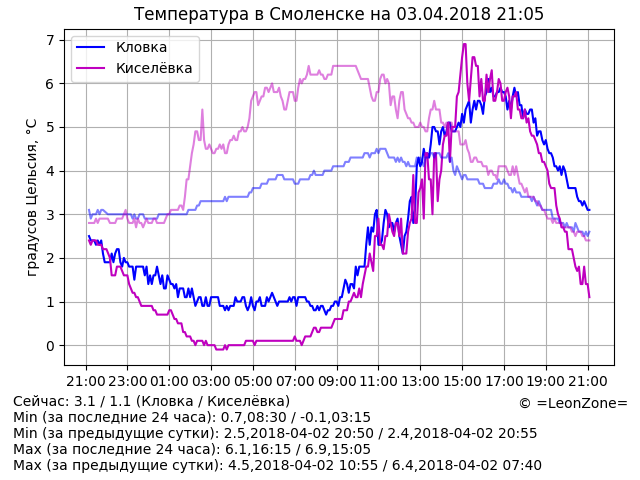 Температура в Смоленске на 03.04.2018 21:05
Кловка
Киселёвка
градусов Цельсия, °C
7
6
5
4
3
2
1
0
21:00 23:00 01:00 03:00 05:00 07:00 09:00 11:00 13:00 15:00 17:00 19:00 21:00
Сейчас: 3.1 / 1.1 (Кловка / Киселёвка)
© =LeonZone=
Min (за последние 24 часа): 0.7,08:30 / -0.1,03:15
Min (за предыдущие сутки): 2.5,2018-04-02 20:50 / 2.4,2018-04-02 20:55
Max (за последние 24 часа): 6.1,16:15 / 6.9,15:05
Max (за предыдущие сутки): 4.5,2018-04-02 10:55 / 6.4,2018-04-02 07:40